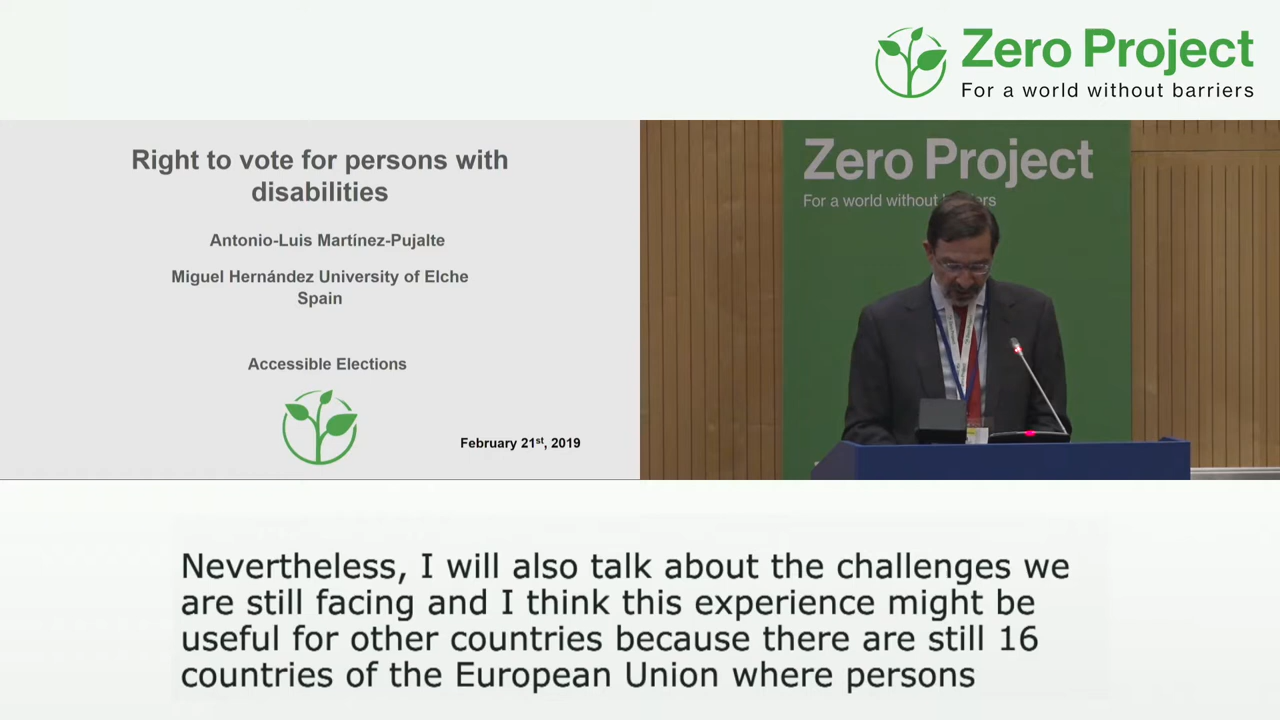 Zero Project
For a world without barriers
Right to vote for persons with
disabilities
Antonio-Luis Martínez-Pujalte
Miguel Hernández University of Elche
Spain
Accessible Elections
February 21st, 2019
Zero Project
For a world without
Nevertheless, I will also talk about the challenges we
are still facing and I think this experience might be
useful for other countries because there are still 16
countries of the European Union where persons